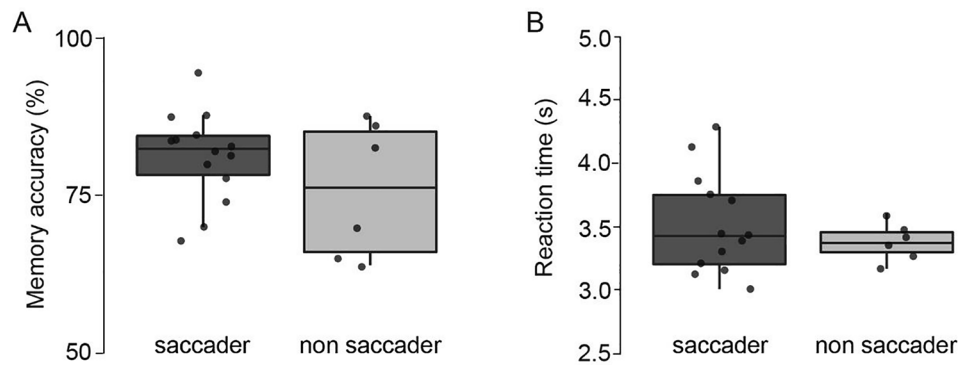 A
Memory accuracy (%)
100
75
50
saccader
non saccader
B
Reaction time (s)
5.0
4.5
4.0
3.5
3.0
2.5
saccader
non saccader